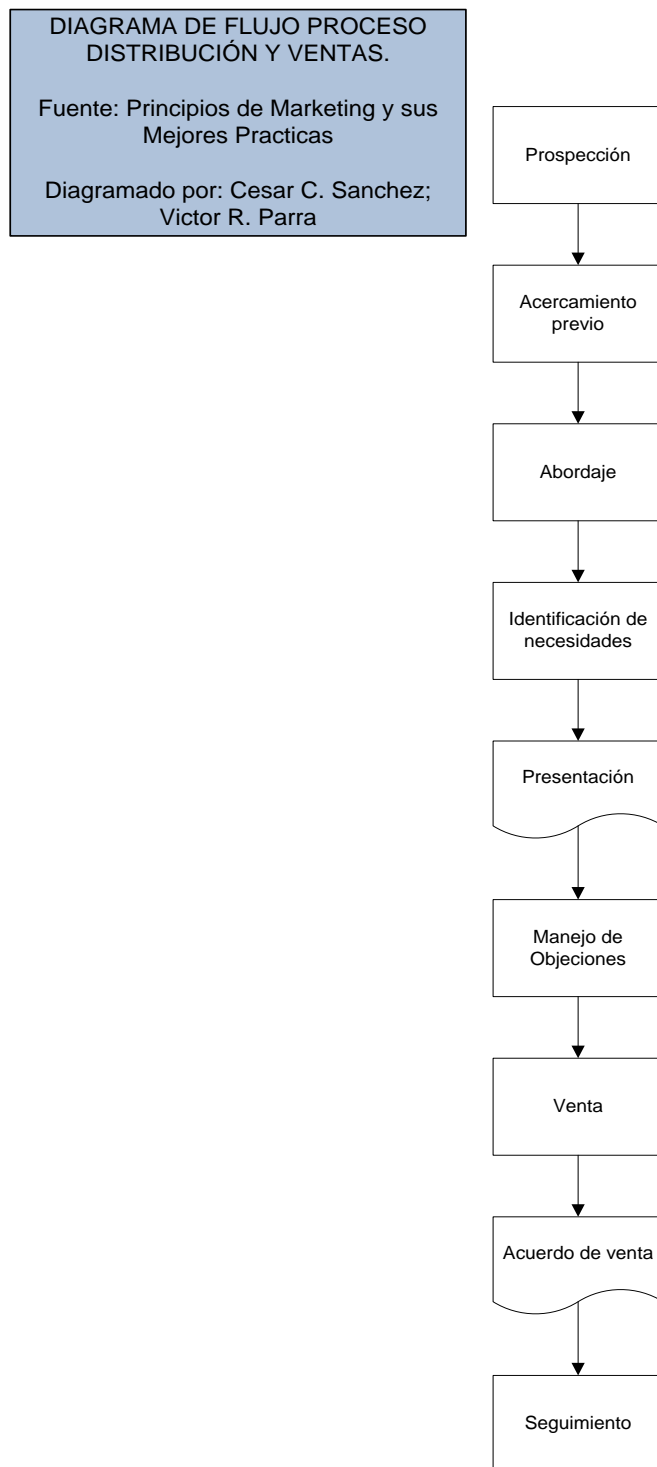 DIAGRAMA DE FLUJO PROCESO
DISTRIBUCIÓN Y VENTAS.
Fuente: Principios de Marketing y sus
Mejores Practicas
Diagramado por: Cesar C. Sanchez;
Victor R. Parra
Prospección
Acercamiento
previo
Abordaje
Identificación de
necesidades
Presentación
Manejo de
Objeciones
Venta
Acuerdo de venta
Seguimiento